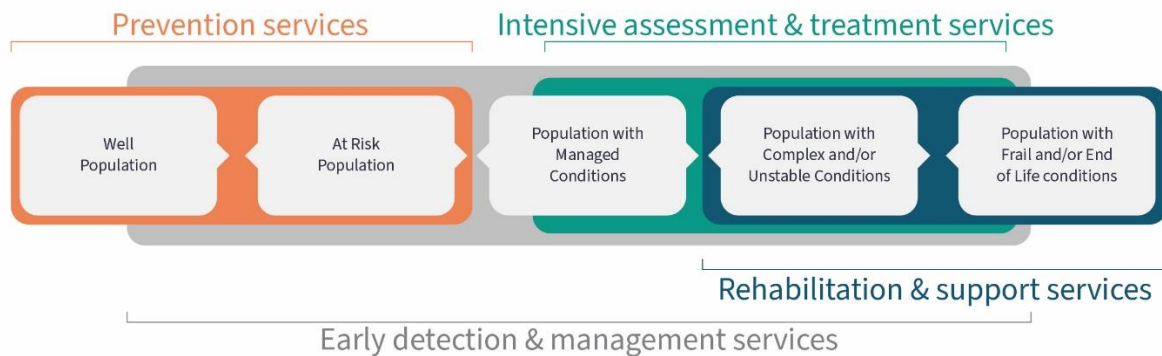 Prevention services
Intensive assessment & treatment services
Well
Population
At Risk
Population
Population with
Managed
Conditions
Population with
Complex and/or
Unstable Conditions
Population with
Frail and/or End
of Life conditions
Rehabilitation & support services
Early detection & management services